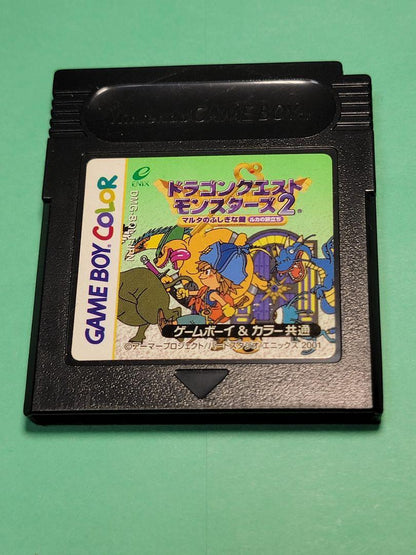 Nintendo GAME BOY
GAME BOY COLOR
ENIX
ドラゴンクエスト
モンスターズ2
マルタのふしぎな鍵 ルカの旅立ち
ゲームボーイ&カラー共通
©アーマープロジェクト/バードスタジオ/エニックス 2001